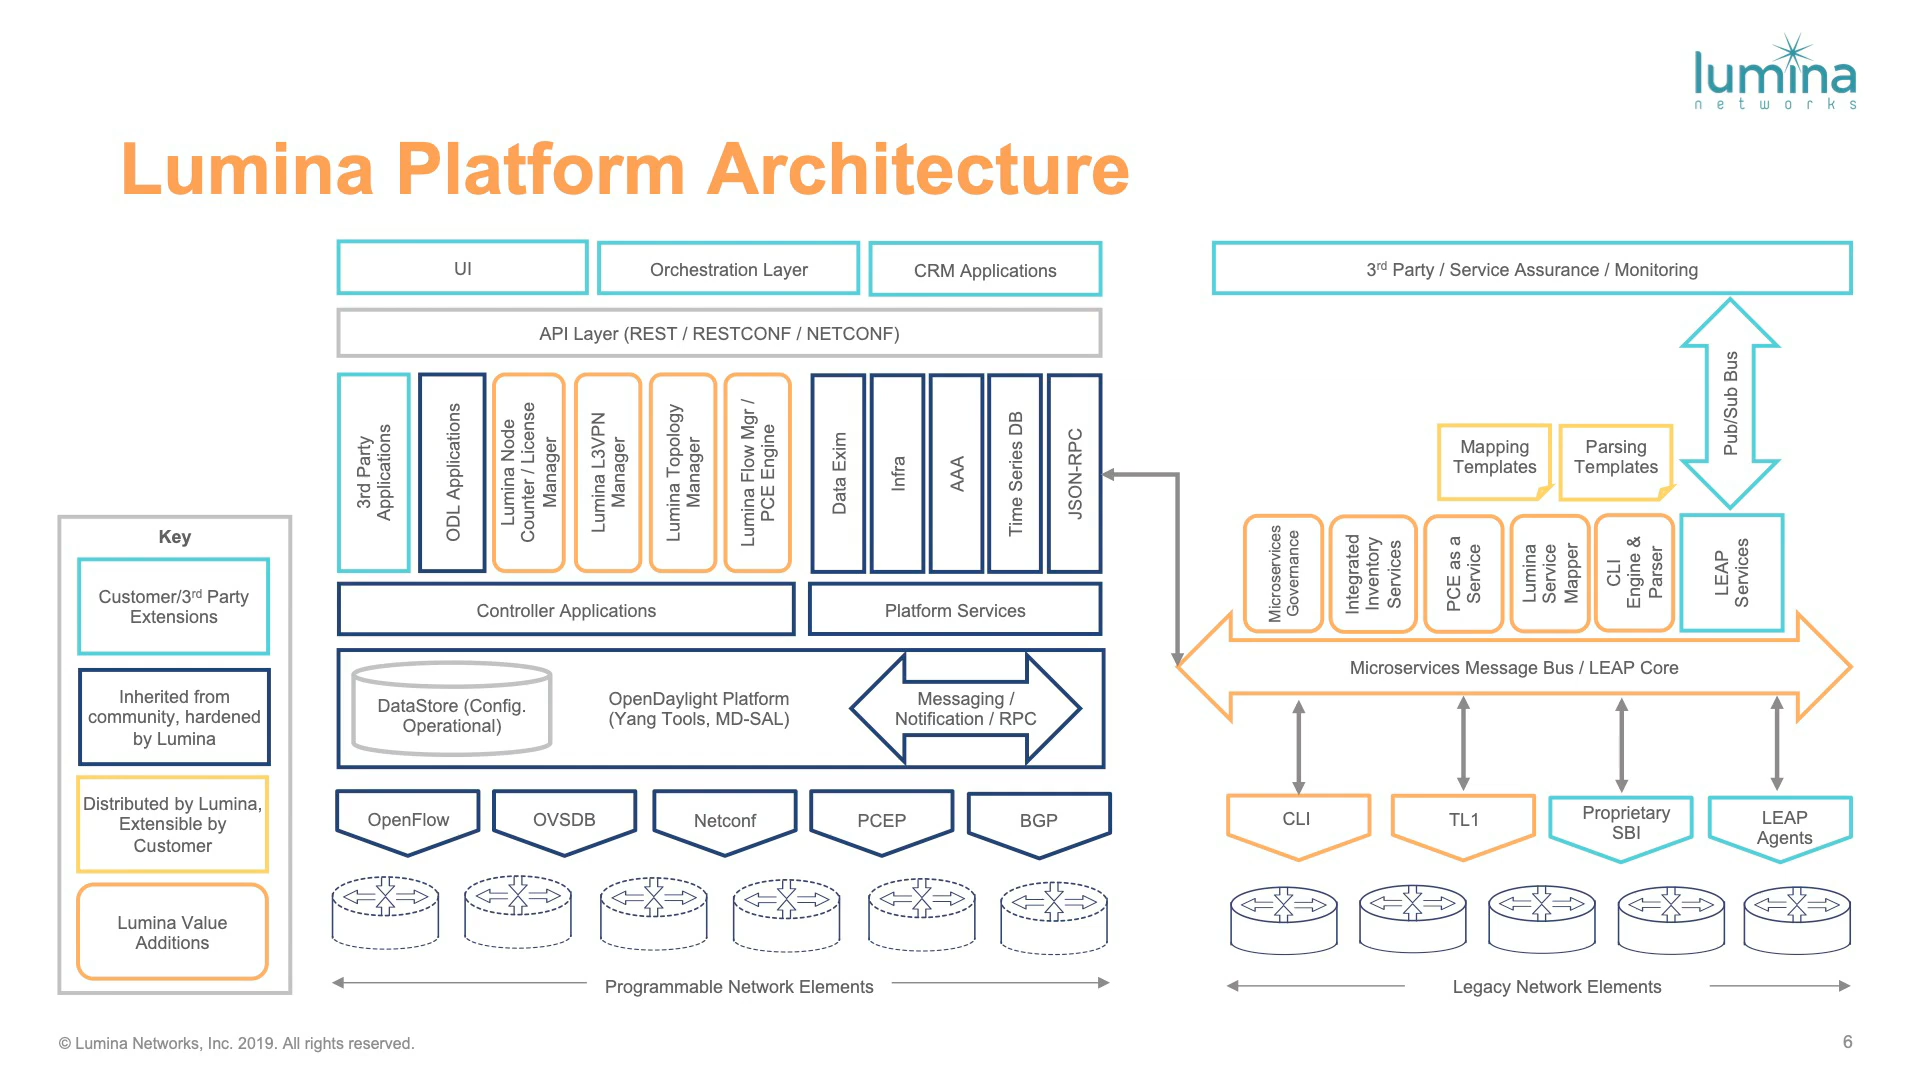 lumina
networks
Lumina Platform Architecture
UI
Orchestration Layer
CRM Applications
API Layer (REST / RESTCONF / NETCONF)
3rd Party
Applications
ODL Applications
Lumina Node
Counter / License
Manager
Lumina L3VPN
Manager
Lumina Topology
Manager
Lumina Flow Mgr /
PCE Engine
Data Exim
Infra
AAA
Time Series DB
JSON-RPC
Controller Applications
Platform Services
DataStore (Config.
Operational)
OpenDaylight Platform
(Yang Tools, MD-SAL)
Messaging /
Notification / RPC
OpenFlow
OVSDB
Netconf
PCEP
BGP
Programmable Network Elements
3rd Party / Service Assurance / Monitoring
Pub/Sub Bus
Mapping
Templates
Parsing
Templates
Microservices
Governance
Integrated
Inventory
Services
PCE as a
Service
Lumina
Service
Mapper
CLI
Engine &
Parser
LEAP
Services
Microservices Message Bus / LEAP Core
CLI
TL1
Proprietary
SBI
LEAP
Agents
Legacy Network Elements
Key
Customer/3rd Party
Extensions
Inherited from
community, hardened
by Lumina
Distributed by Lumina,
Extensible by
Customer
Lumina Value
Additions
© Lumina Networks, Inc. 2019. All rights reserved.
6